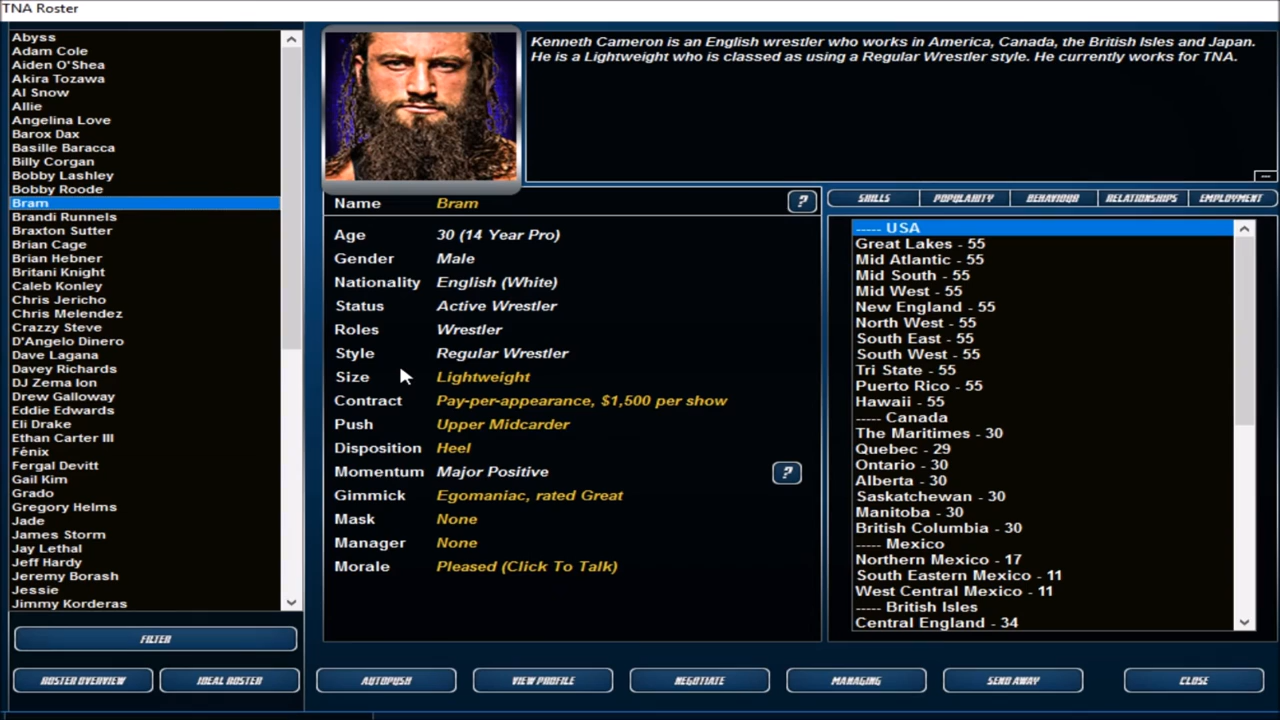 TNA Roster
Abyss
Adam Cole
Aiden O'Shea
Akira Tozawa
Al Snow
Allie
Angelina Love
Barox Dax
Basille Baracca
Billy Corgan
Bobby Lashley
Bobby Roode
Bram
Brandi Runnels
Braxton Sutter
Brian Cage
Brian Hebner
Britani Knight
Caleb Konley
Chris Jericho
Chris Melendez
Crazzy Steve
D'Angelo Dinero
Dave Lagana
Davey Richards
DJ Zema Ion
Drew Galloway
Eddie Edwards
Eli Drake
Ethan Carter III
Fénix
Fergal Devitt
Gail Kim
Grado
Gregory Helms
Jade
James Storm
Jay Lethal
Jeff Hardy
Jeremy Borash
Jessie
Jimmy Korderas
FILTER
ROSTER OVERVIEW
IDEAL ROSTER
Kenneth Cameron is an English wrestler who works in America, Canada, the British Isles and Japan.
He is a Lightweight who is classed as using a Regular Wrestler style. He currently works for TNA.
...
Name Bram ?
Age 30 (14 Year Pro)
Gender Male
Nationality English (White)
Status Active Wrestler
Roles Wrestler
Style Regular Wrestler
Size Lightweight
Contract Pay-per-appearance, $1,500 per show
Push Upper Midcarder
Disposition Heel
Momentum Major Positive ?
Gimmick Egomaniac, rated Great
Mask None
Manager None
Morale Pleased (Click To Talk)
SKILLS POPULARITY BEHAVIOUR RELATIONSHIPS EMPLOYMENT
----- USA
Great Lakes - 55
Mid Atlantic - 55
Mid South - 55
Mid West - 55
New England - 55
North West - 55
South East - 55
South West - 55
Tri State - 55
Puerto Rico - 55
Hawaii - 55
----- Canada
The Maritimes - 30
Quebec - 29
Ontario - 30
Alberta - 30
Saskatchewan - 30
Manitoba - 30
British Columbia - 30
----- Mexico
Northern Mexico - 17
South Eastern Mexico - 11
West Central Mexico - 11
----- British Isles
Central England - 34
AUTOPUSH
VIEW PROFILE
NEGOTIATE
MANAGING
SEND AWAY
CLOSE